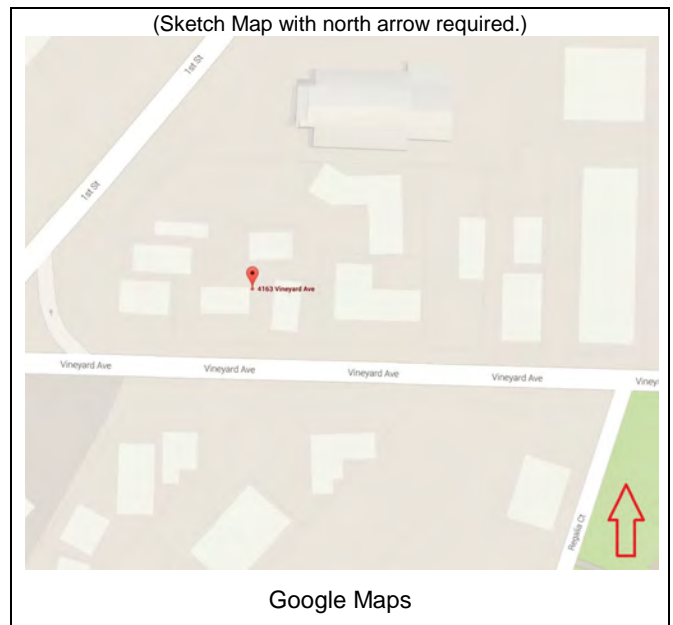 (Sketch Map with north arrow required.)
1st St
1st St
4163 Vineyard Ave
Vineyard Ave
Vineyard Ave
Vineyard Ave
Vineyard Ave
Viney
Regalia Ct
Google Maps